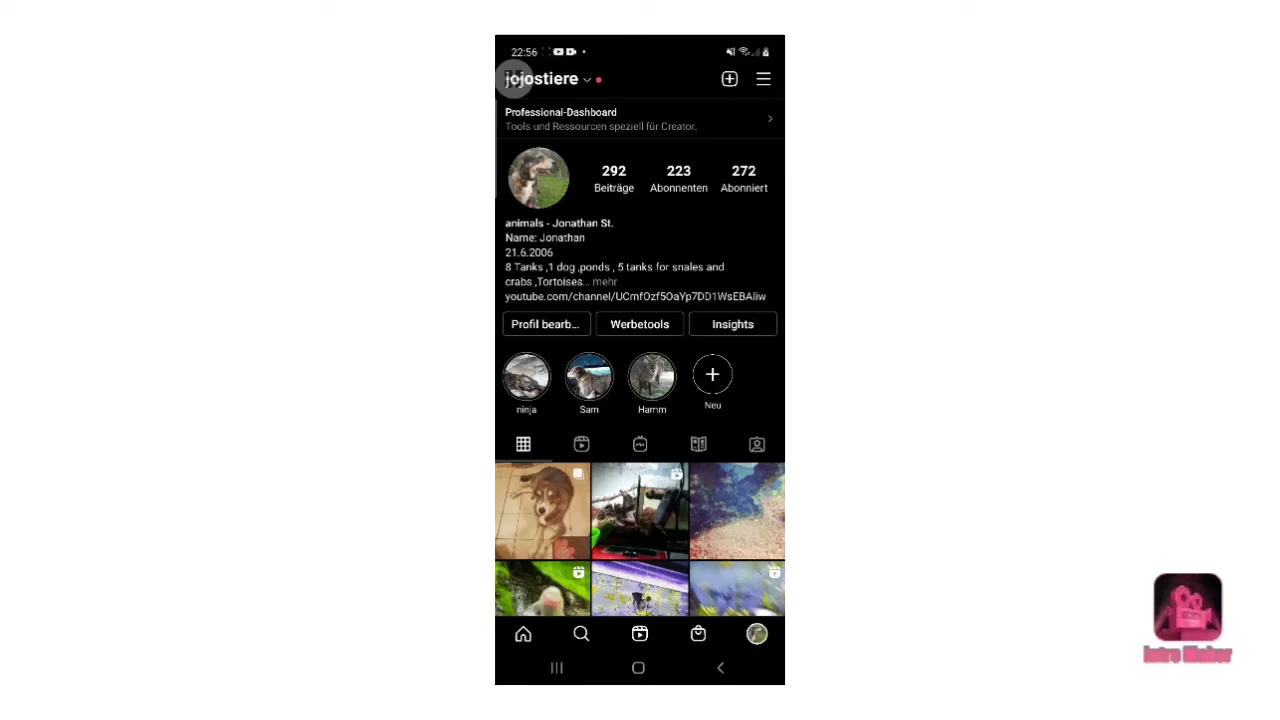 22:56
jojostiere
Professional-Dashboard
Tools und Ressourcen speziell für Creator.
292 223 272
Beiträge Abonnenten Abonniert
animals - Jonathan St.
Name: Jonathan
21.6.2006
8 Tanks ,1 dog ,ponds , 5 tanks for snales and
crabs ,Tortoises... mehr
youtube.com/channel/UCmfOzf5OaYp7DD1WsEBAliw
Profil bearb... Werbetools Insights
ninja Sam Hamm Neu
Intro Maker